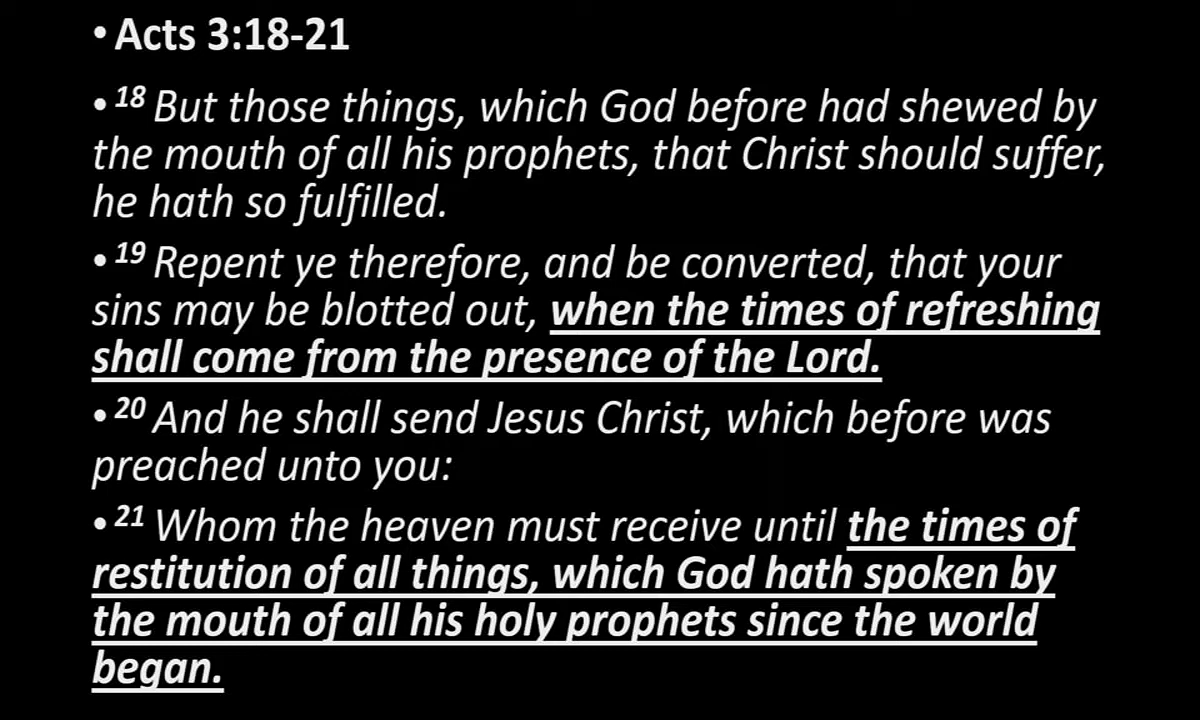 • Acts 3:18-21
• 18 But those things, which God before had shewed by
the mouth of all his prophets, that Christ should suffer,
he hath so fulfilled.
• 19 Repent ye therefore, and be converted, that your
sins may be blotted out, when the times of refreshing
shall come from the presence of the Lord.
• 20 And he shall send Jesus Christ, which before was
preached unto you:
• 21 Whom the heaven must receive until the times of
restitution of all things, which God hath spoken by
the mouth of all his holy prophets since the world
began.